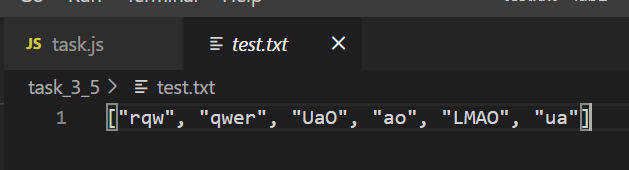 JS task.js test.txt ×
task_3_5 > test.txt
1 ["rqw", "qwer", "UaO", "ao", "LMAO", "ua"]